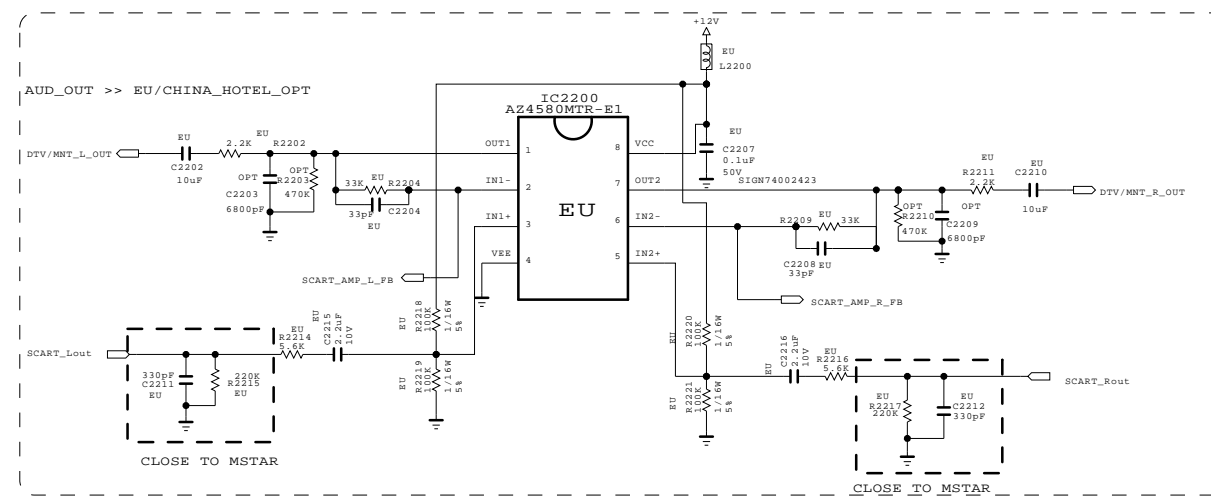 +12V
EU
L2200
AUD_OUT >> EU/CHINA_HOTEL_OPT
IC2200
AZ4580MTR-E1
EU
OUT1
1
IN1-
2
IN1+
3
VEE
4
8
VCC
7
OUT2
6
IN2-
5
IN2+
EU
C2207
0.1uF
50V
SIGN74002423
DTV/MNT_L_OUT
EU
C2202
10uF
EU
2.2K
R2202
OPT
C2203
6800pF
OPT
R2203
470K
EU
33K
R2204
33pF
C2204
EU
SCART_AMP_L_FB
EU
R2211
2.2K
EU
C2210
10uF
DTV/MNT_R_OUT
OPT
R2210
470K
OPT
C2209
6800pF
EU
R2209
33K
C2208
EU
33pF
SCART_AMP_R_FB
SCART_Lout
330pF
C2211
EU
220K
R2215
EU
CLOSE TO MSTAR
EU
R2214
5.6K
EU
C2215
2.2uF
10V
EU
R2218
100K
1/16W
5%
EU
R2219
100K
1/16W
5%
EU
R2220
100K
1/16W
5%
EU
R2221
100K
1/16W
5%
EU
C2216
2.2uF
10V
EU
R2216
5.6K
SCART_Rout
EU
R2217
220K
EU
C2212
330pF
CLOSE TO MSTAR